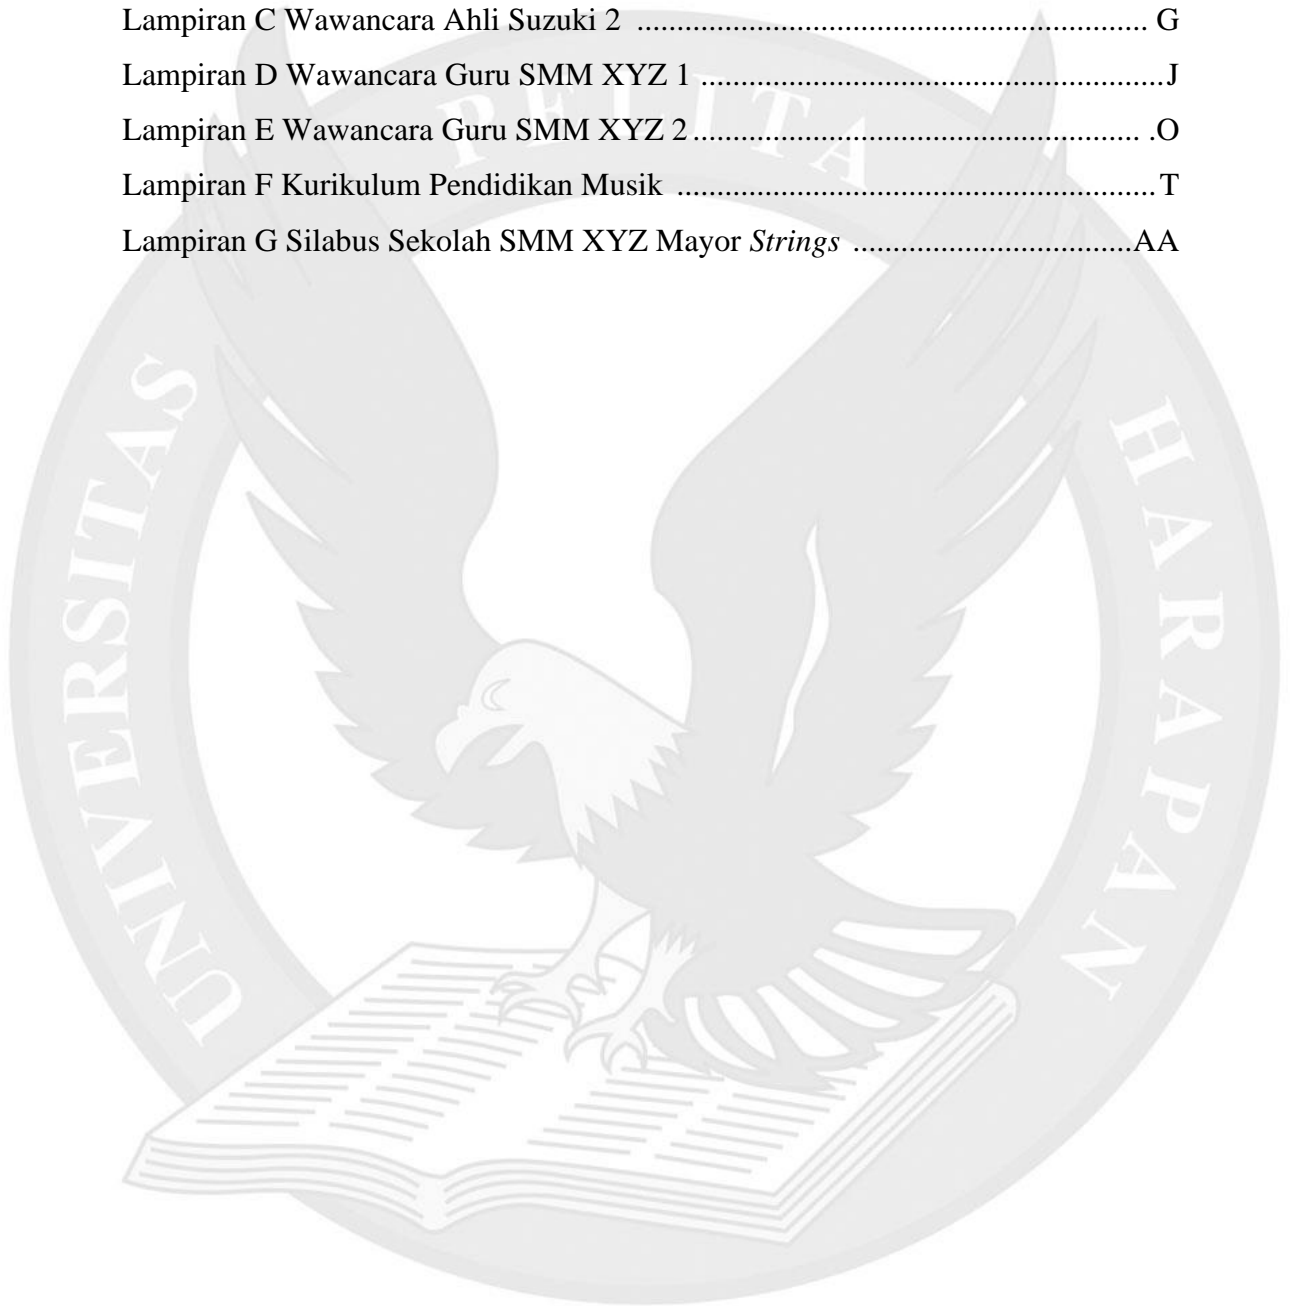 Lampiran C Wawancara Ahli Suzuki 2 ................................................................ G
Lampiran D Wawancara Guru SMM XYZ 1 ..........................................................J
Lampiran E Wawancara Guru SMM XYZ 2 ........................................................ .O
Lampiran F Kurikulum Pendidikan Musik ............................................................ T
Lampiran G Silabus Sekolah SMM XYZ Mayor Strings ...................................AA
UNIVERSITAS PELITA HARAPAN